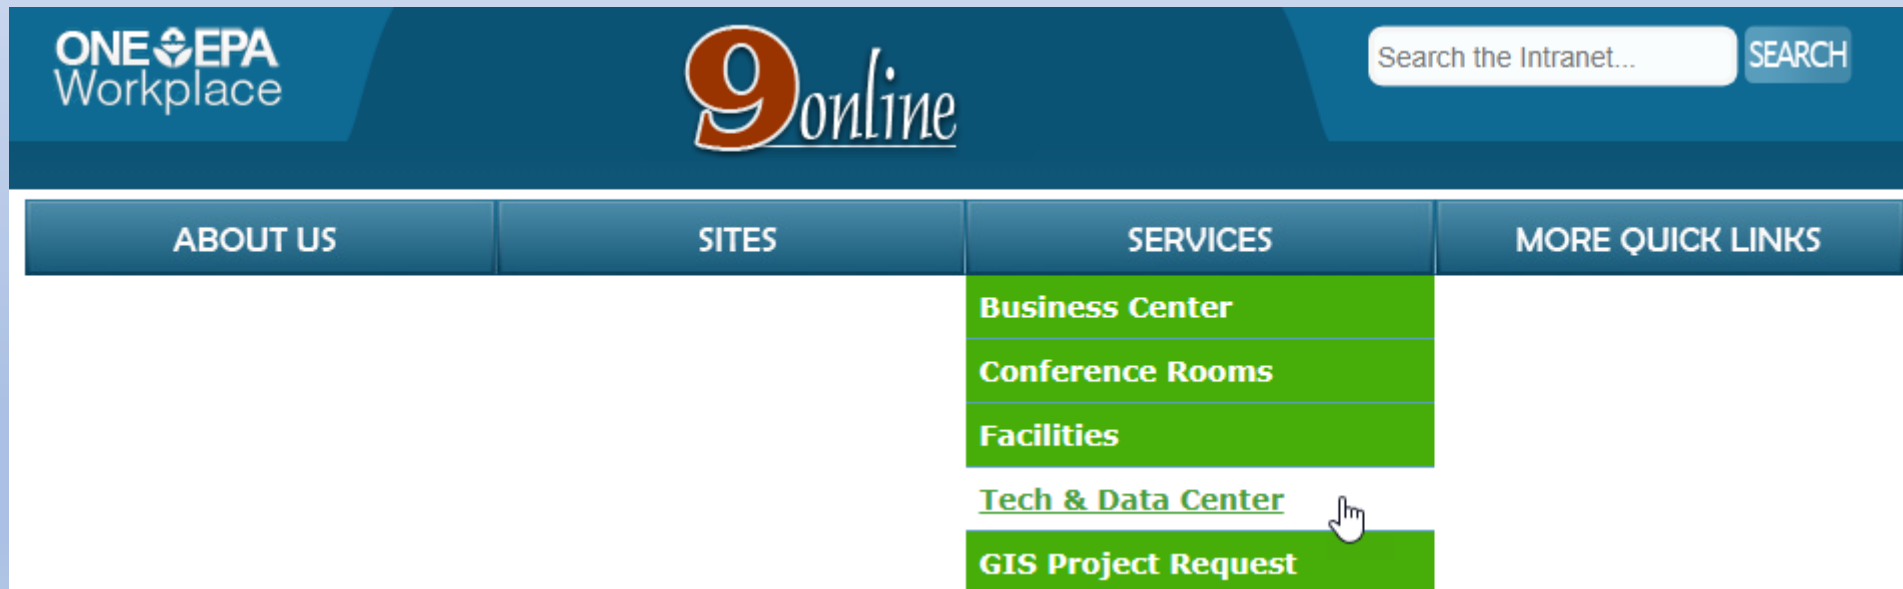 ONE EPA
Workplace
9online
Search the Intranet...
SEARCH
ABOUT US
SITES
SERVICES
MORE QUICK LINKS
Business Center
Conference Rooms
Facilities
Tech & Data Center
GIS Project Request